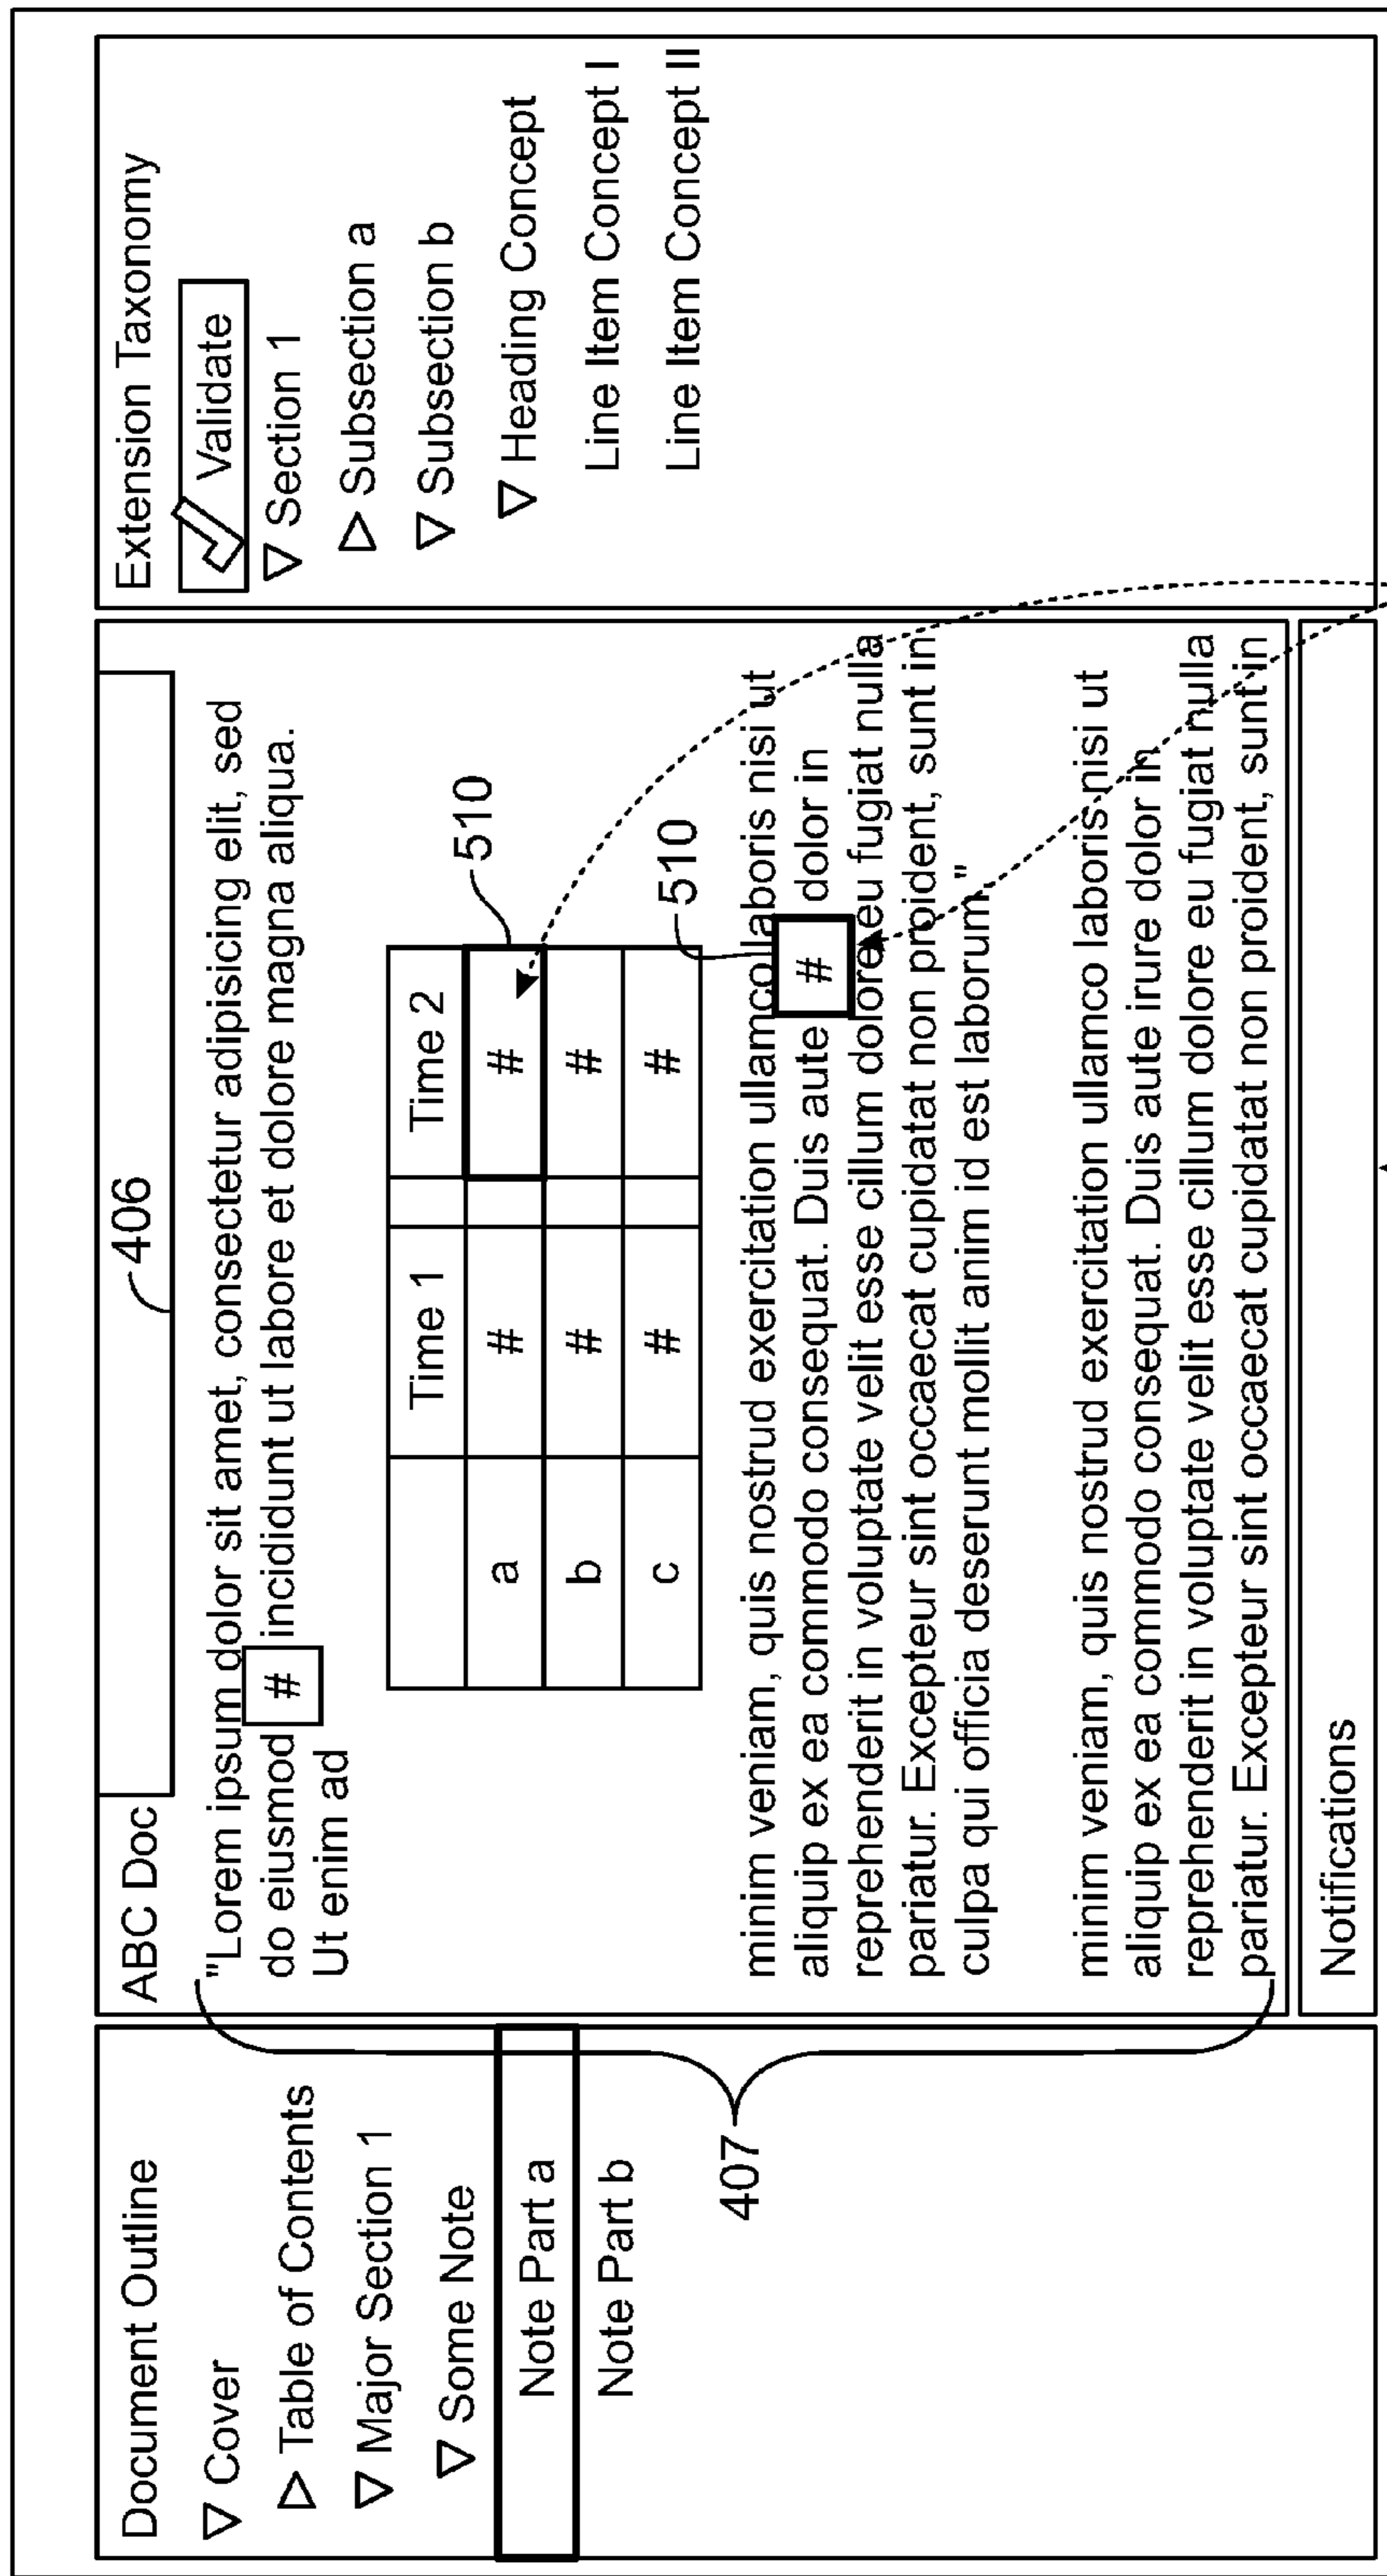 Document Outline
▽ Cover
▷ Table of Contents
▽ Major Section 1
▽ Some Note
Note Part a
Note Part b
407
ABC Doc
406
"Lorem ipsum dolor sit amet, consectetur adipisicing elit, sed
do eiusmod # incididunt ut labore et dolore magna aliqua.
Ut enim ad
Time 1 Time 2
a # #
b # #
c # #
510
510
minim veniam, quis nostrud exercitation ullamco laboris nisi ut
aliquip ex ea commodo consequat. Duis aute # dolor in
reprehenderit in voluptate velit esse cillum dolore eu fugiat nulla
pariatur. Excepteur sint occaecat cupidatat non proident, sunt in
culpa qui officia deserunt mollit anim id est laborum."
minim veniam, quis nostrud exercitation ullamco laboris nisi ut
aliquip ex ea commodo consequat. Duis aute irure dolor in
reprehenderit in voluptate velit esse cillum dolore eu fugiat nulla
pariatur. Excepteur sint occaecat cupidatat non proident, sunt in
Notifications
Extension Taxonomy
Validate
▽ Section 1
▷ Subsection a
▽ Subsection b
▽ Heading Concept
Line Item Concept I
Line Item Concept II